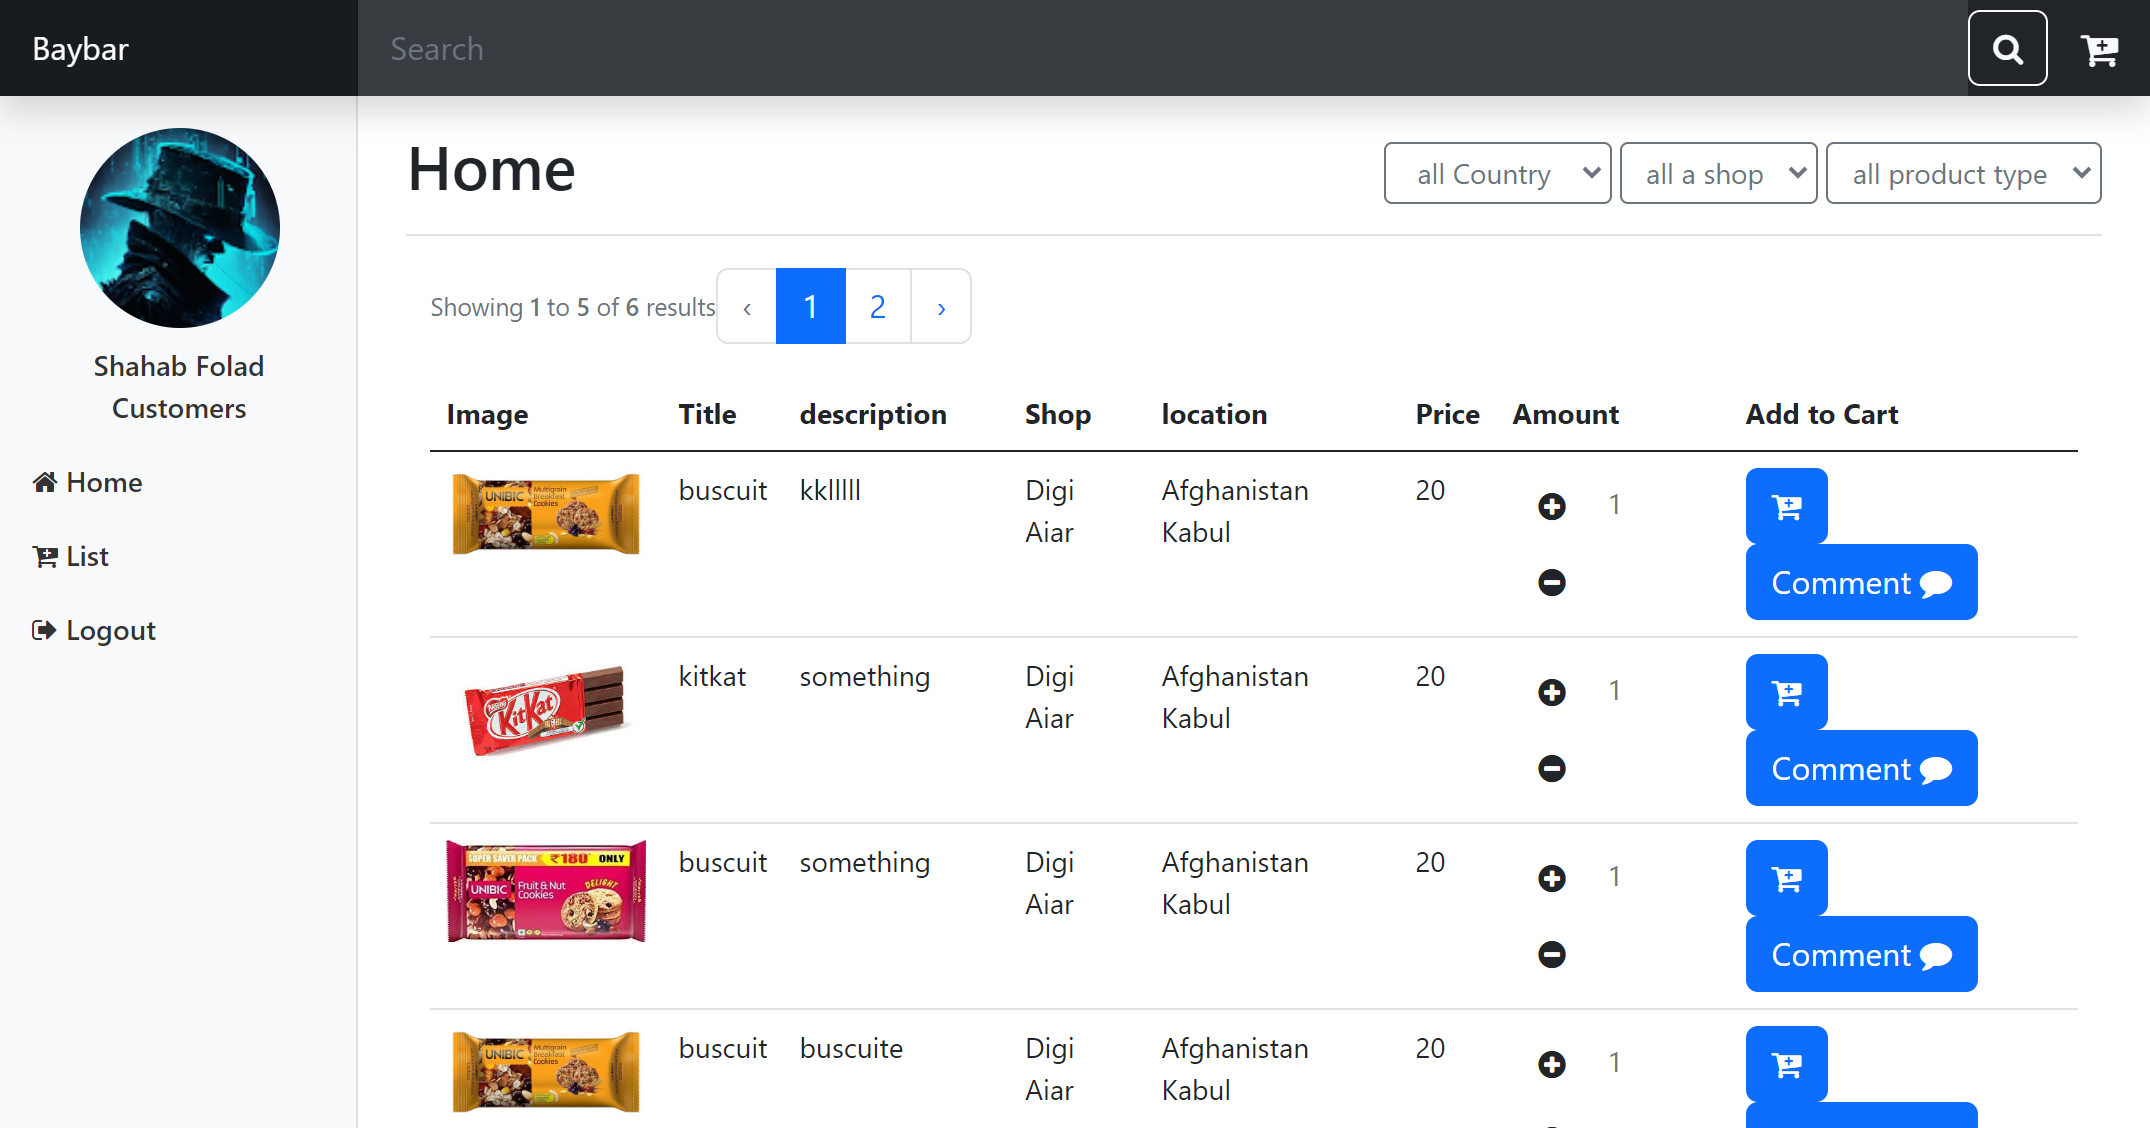 Baybar
Search
Shahab Folad
Customers
Home
List
Logout
Home
all Country
all a shop
all product type
Showing 1 to 5 of 6 results
‹ 1 2 ›
Image Title description Shop location Price Amount Add to Cart
UNIBIC
Multigrain
Breakfast
Cookies
buscuit kklllll Digi Afghanistan 20 1
Aiar Kabul
Comment
KitKat
kitkat something Digi Afghanistan 20 1
Aiar Kabul
Comment
SUPER SAVER PACK ₹180 ONLY
UNIBIC
Fruit & Nut
Cookies
DELIGHT
buscuit something Digi Afghanistan 20 1
Aiar Kabul
Comment
UNIBIC
Multigrain
Breakfast
Cookies
buscuit buscuite Digi Afghanistan 20 1
Aiar Kabul